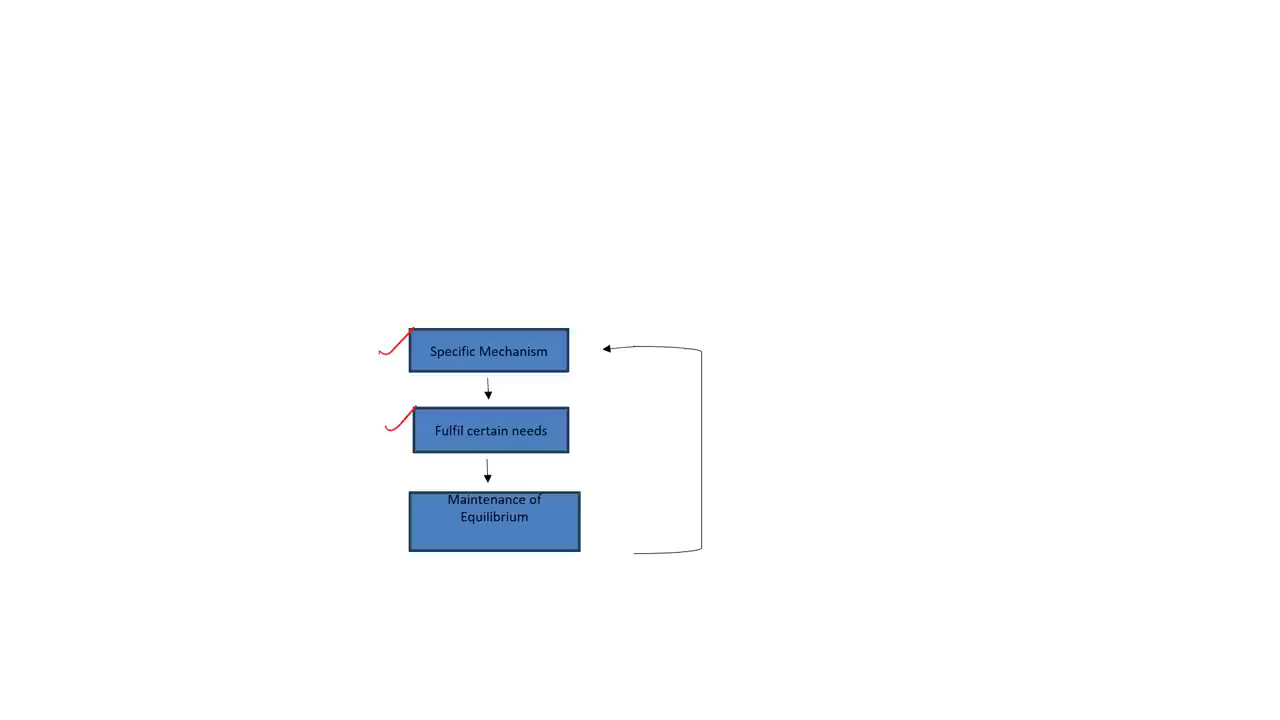 Specific Mechanism
Fulfil certain needs
Maintenance of
Equilibrium